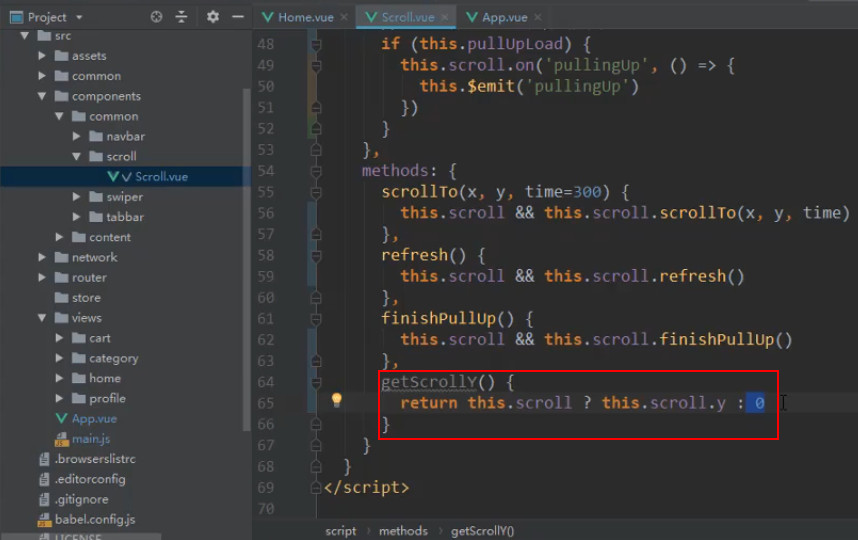 Project
Home.vue
Scroll.vue
App.vue
src
assets
common
components
common
navbar
scroll
Scroll.vue
swiper
tabbar
content
network
router
store
views
cart
category
home
profile
App.vue
main.js
.browserslistrc
.editorconfig
.gitignore
babel.config.js
LICENSE
48 if (this.pullUpLoad) {
49 this.scroll.on('pullingUp', () => {
50 this.$emit('pullingUp')
51 })
52 }
53 },
54 methods: {
55 scrollTo(x, y, time=300) {
56 this.scroll && this.scroll.scrollTo(x, y, time)
57 },
58 refresh() {
59 this.scroll && this.scroll.refresh()
60 },
61 finishPullUp() {
62 this.scroll && this.scroll.finishPullUp()
63 },
64 getScrollY() {
65 return this.scroll ? this.scroll.y : 0
66 }
67 }
68 }
69 </script>
70
script › methods › getScrollY()